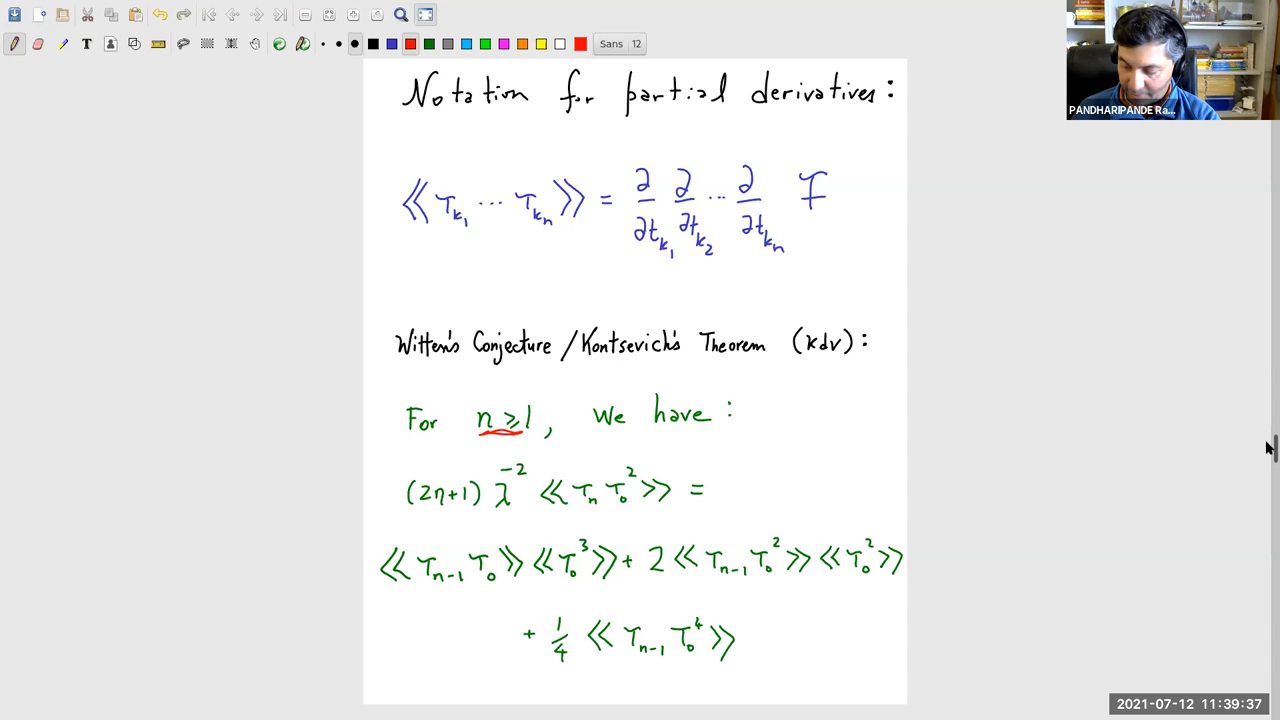 Sans 12
PANDHARIPANDE Ra...
Notation for partial derivatives:
≪ τ_{k_1} ... τ_{k_n} ≫ = ∂/∂t_{k_1} ∂/∂t_{k_2} ... ∂/∂t_{k_n} F
Witten's Conjecture / Kontsevich's Theorem (kdv):
For n ≥ 1, we have:
(2n+1) λ^{-2} ≪ τ_n τ_0^2 ≫ =
≪ τ_{n-1} τ_0 ≫ ≪ τ_0^3 ≫ + 2 ≪ τ_{n-1} τ_0^2 ≫ ≪ τ_0^2 ≫
+ 1/4 ≪ τ_{n-1} τ_0^4 ≫
2021-07-12 11:39:37